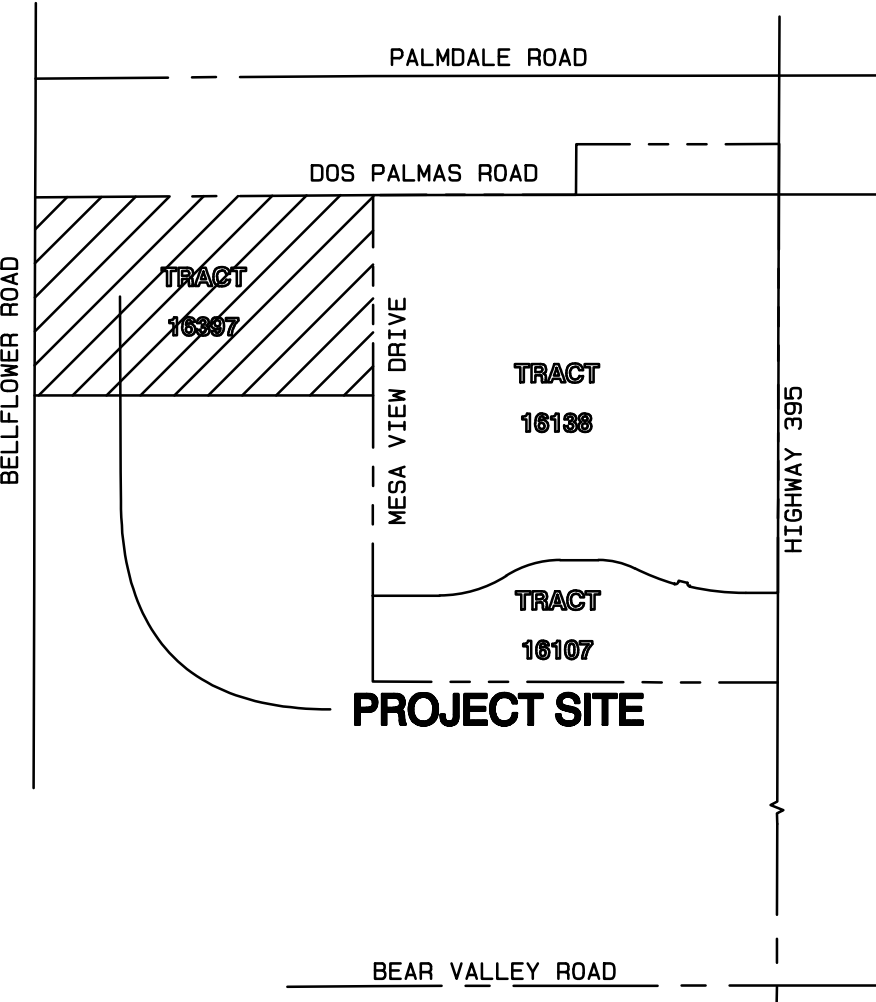 PALMDALE ROAD
DOS PALMAS ROAD
BELLFLOWER ROAD
TRACT
16397
MESA VIEW DRIVE
TRACT
16138
HIGHWAY 395
TRACT
16107
PROJECT SITE
BEAR VALLEY ROAD